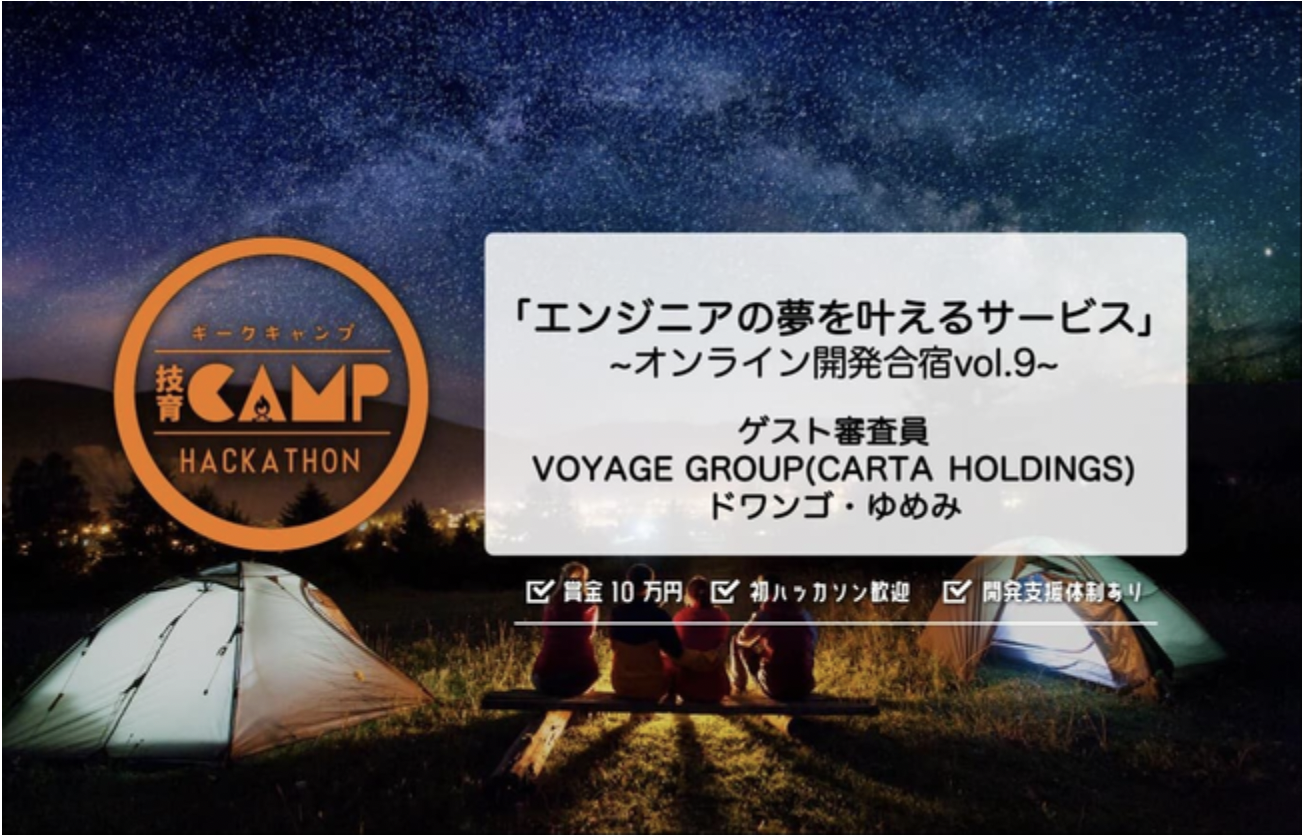 ギークキャンプ
技育CAMP
HACKATHON
「エンジニアの夢を叶えるサービス」
~オンライン開発合宿vol.9~
ゲスト審査員
VOYAGE GROUP(CARTA HOLDINGS)
ドワンゴ・ゆめみ
賞金10万円 初ハッカソン歓迎 開発支援体制あり